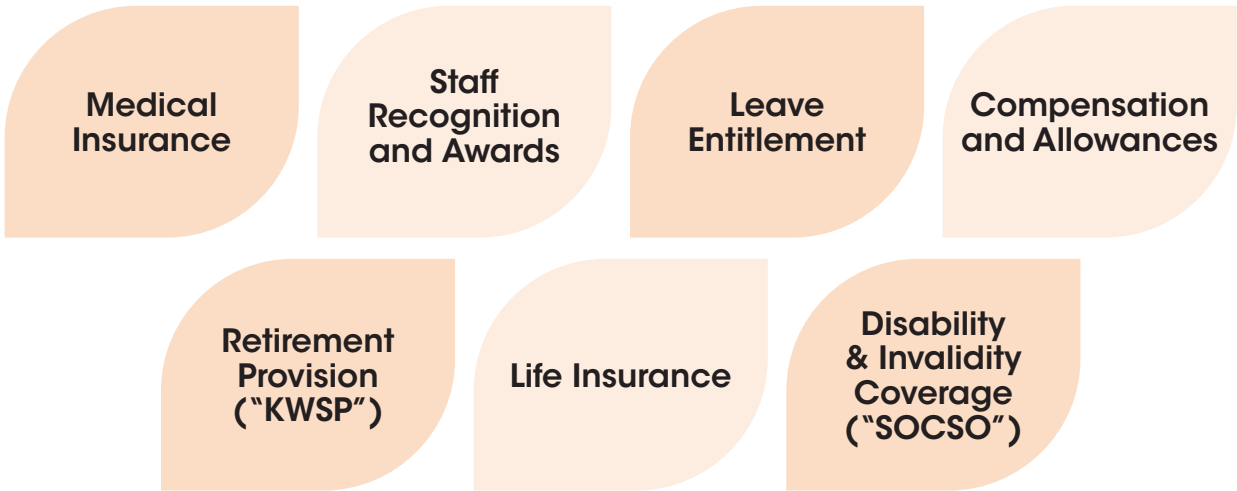 Medical
Insurance
Staff
Recognition
and Awards
Leave
Entitlement
Compensation
and Allowances
Retirement
Provision
(“KWSP”)
Life Insurance
Disability
& Invalidity
Coverage
(“SOCSO”)